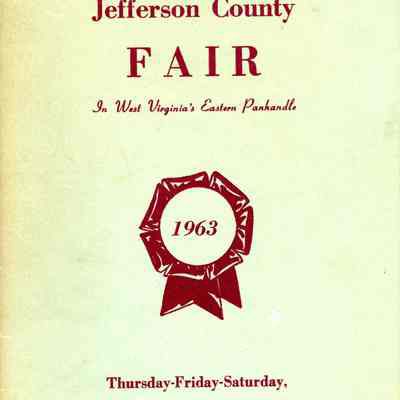 Jefferson County
FAIR
In West Virginia's Eastern Panhandle
1963
Thursday-Friday-Saturday,